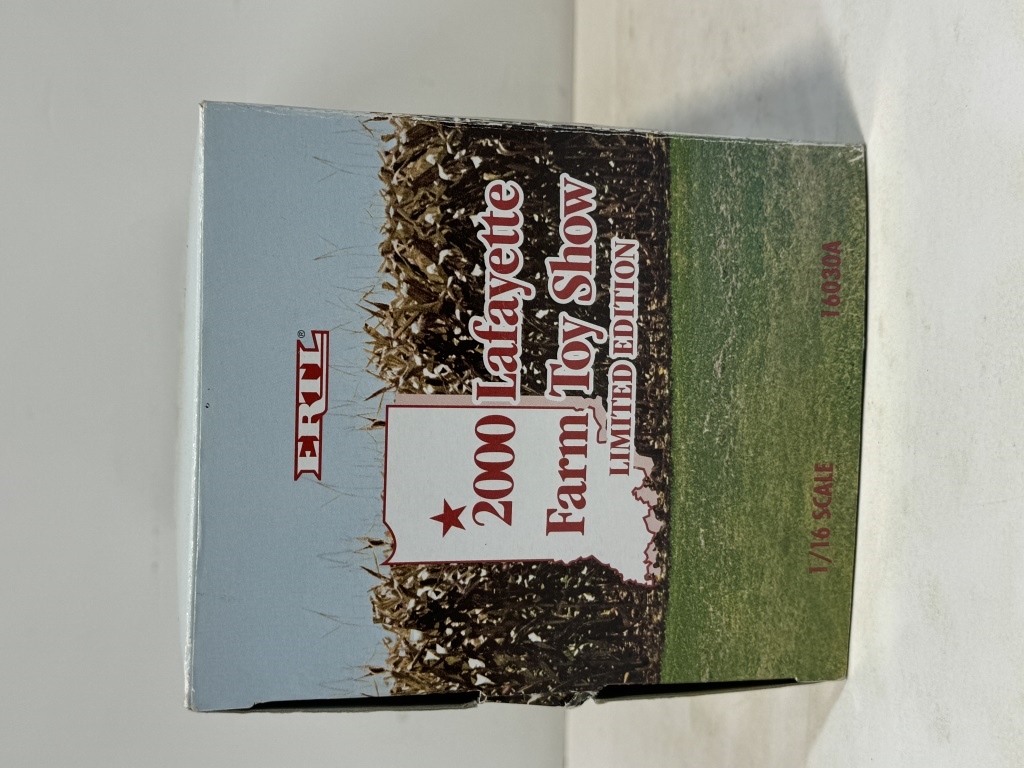 ERTL®
2000 Lafayette
Farm Toy Show
LIMITED EDITION
1/16 SCALE 16030A